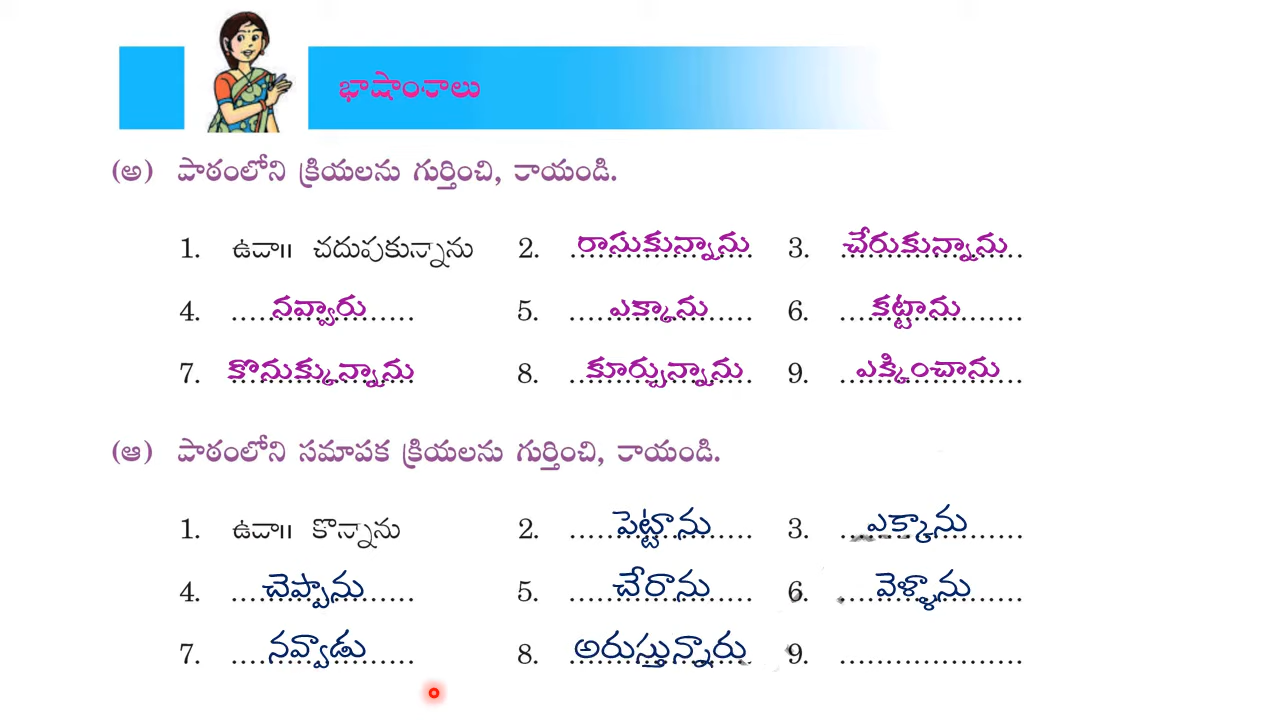 భాషాంశాలు
(అ) పాఠంలోని క్రియలను గుర్తించి, రాయండి.
1. ఉదా॥ చదుపుకున్నాను 2. రాసుకున్నాను 3. చేరుకున్నాను
4. నవ్వారు 5. ఎక్కాను 6. కట్టాను
7. కొనుక్కున్నాను 8. కూర్చున్నాను 9. ఎక్కించాను
(ఆ) పాఠంలోని సమాపక క్రియలను గుర్తించి, రాయండి.
1. ఉదా॥ కొన్నాను 2. పెట్టాను 3. ఎక్కాను
4. చెప్పాను 5. చేరాను 6. వెళ్ళాను
7. నవ్వాడు 8. అరుస్తున్నారు 9. ........................